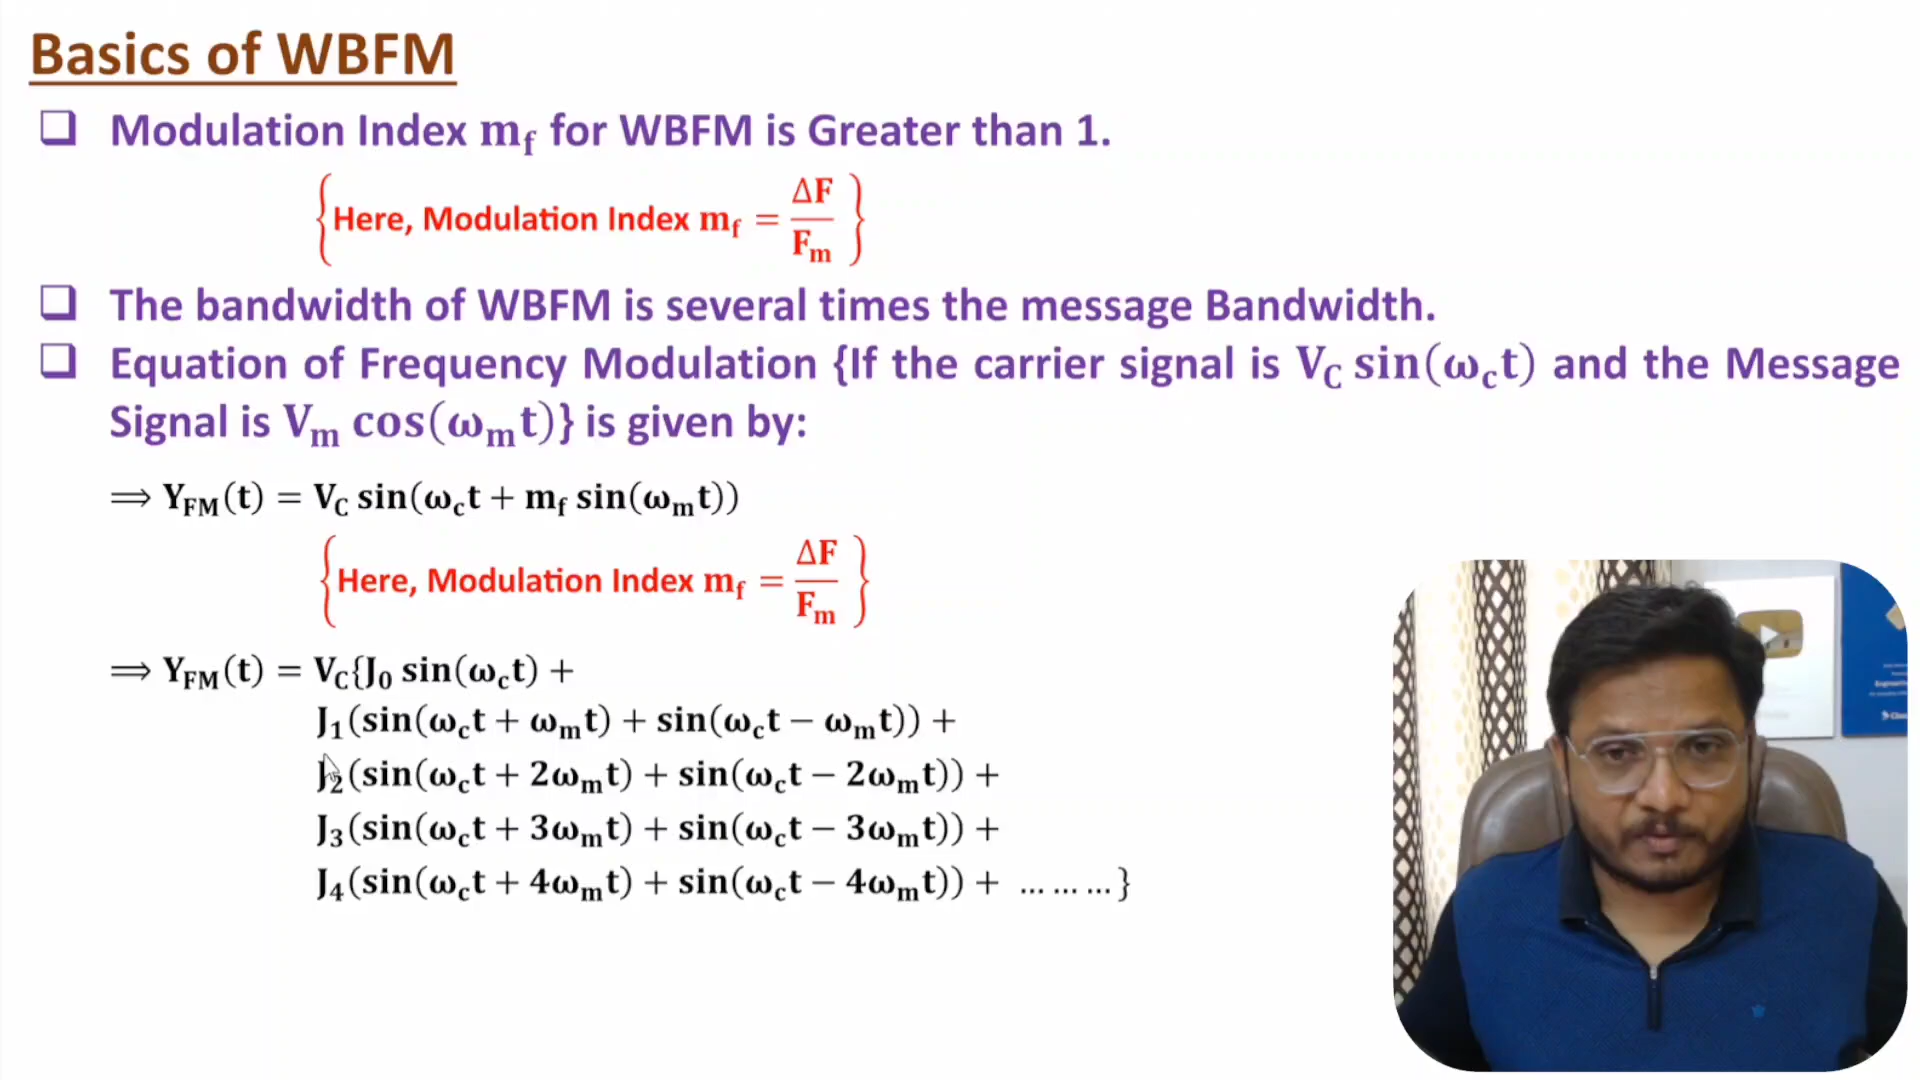 Basics of WBFM
❑ Modulation Index m_f for WBFM is Greater than 1.
{Here, Modulation Index m_f = ΔF/F_m}
❑ The bandwidth of WBFM is several times the message Bandwidth.
❑ Equation of Frequency Modulation {If the carrier signal is V_C sin(ω_c t) and the Message
Signal is V_m cos(ω_m t)} is given by:
⟹ Y_FM(t) = V_C sin(ω_c t + m_f sin(ω_m t))
{Here, Modulation Index m_f = ΔF/F_m}
⟹ Y_FM(t) = V_C{J_0 sin(ω_c t) +
J_1(sin(ω_c t + ω_m t) + sin(ω_c t − ω_m t)) +
J_2(sin(ω_c t + 2ω_m t) + sin(ω_c t − 2ω_m t)) +
J_3(sin(ω_c t + 3ω_m t) + sin(ω_c t − 3ω_m t)) +
J_4(sin(ω_c t + 4ω_m t) + sin(ω_c t − 4ω_m t)) + … … …}